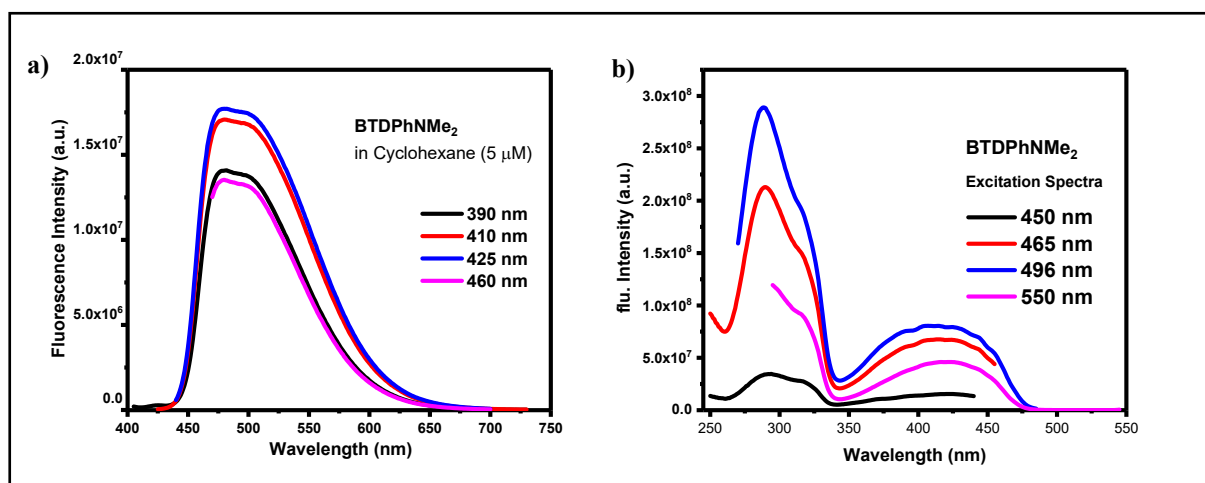 a)
2.0x10⁷
1.5x10⁷
1.0x10⁷
5.0x10⁶
0.0
Fluorescence Intensity (a.u.)
BTDPhNMe₂
in Cyclohexane (5 μM)
390 nm
410 nm
425 nm
460 nm
400 450 500 550 600 650 700 750
Wavelength (nm)
b)
3.0x10⁸
2.5x10⁸
2.0x10⁸
1.5x10⁸
1.0x10⁸
5.0x10⁷
0.0
flu. Intensity (a.u.)
BTDPhNMe₂
Excitation Spectra
450 nm
465 nm
496 nm
550 nm
250 300 350 400 450 500 550
Wavelength (nm)